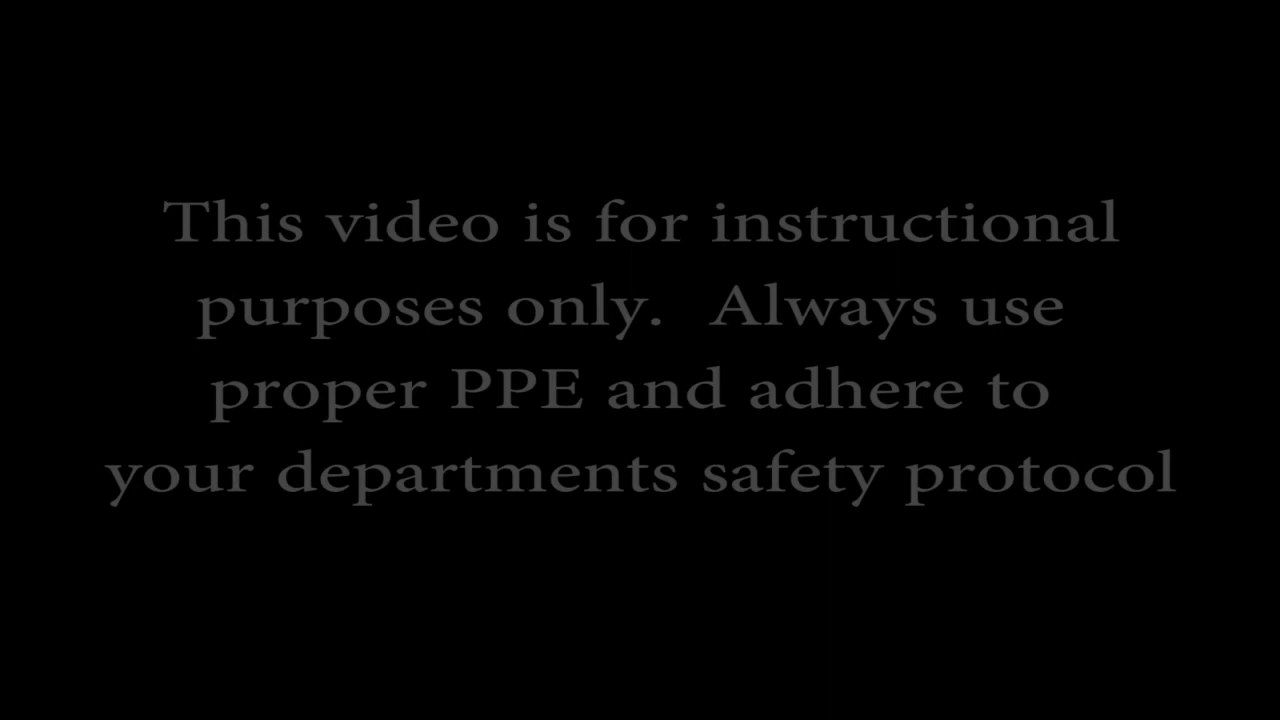 This video is for instructional
purposes only.  Always use
proper PPE and adhere to
your departments safety protocol